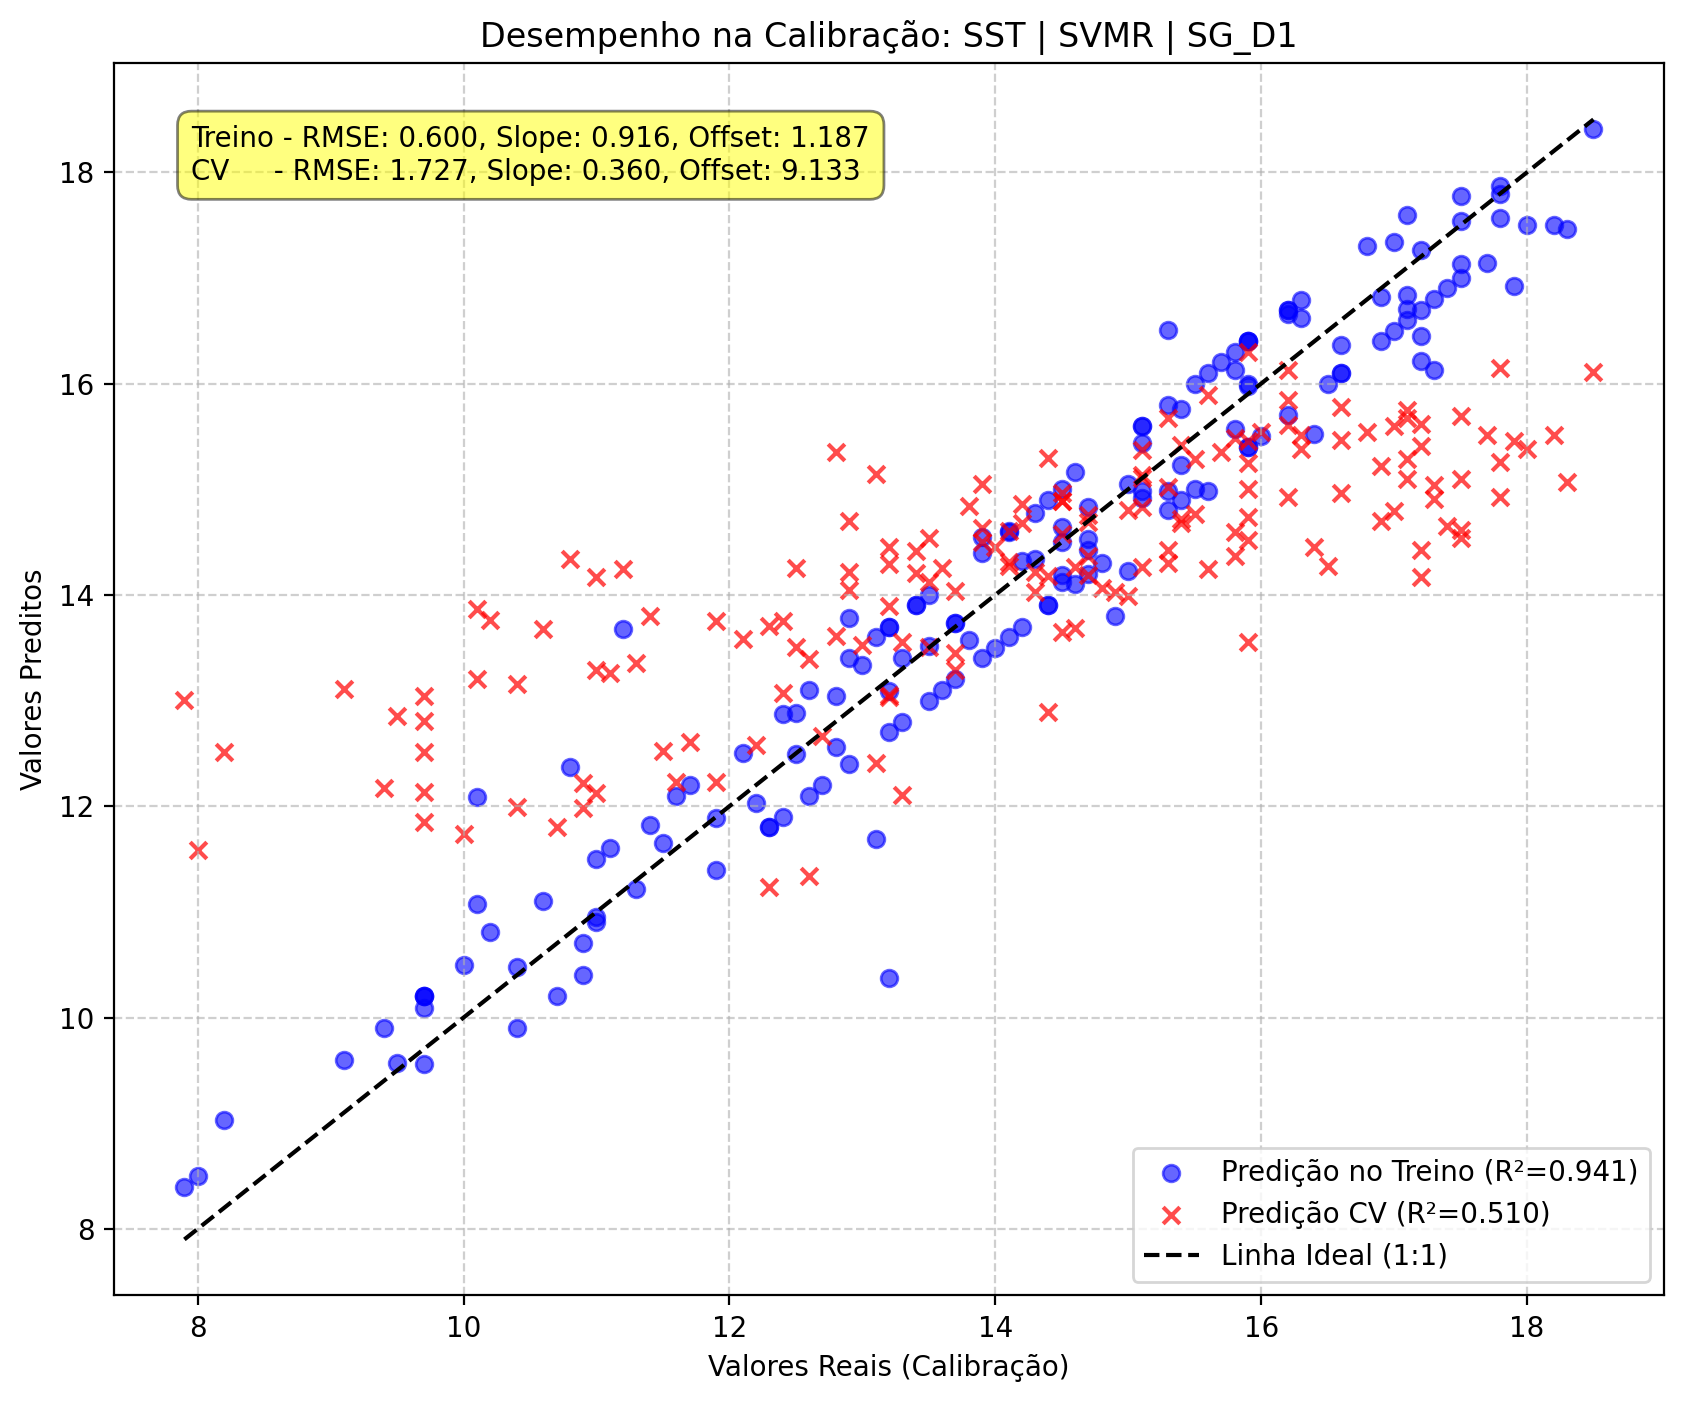 Desempenho na Calibração: SST | SVMR | SG_D1
Treino - RMSE: 0.600, Slope: 0.916, Offset: 1.187
CV - RMSE: 1.727, Slope: 0.360, Offset: 9.133
18
16
14
12
10
8
Valores Preditos
Predição no Treino (R²=0.941)
Predição CV (R²=0.510)
Linha Ideal (1:1)
8 10 12 14 16 18
Valores Reais (Calibração)